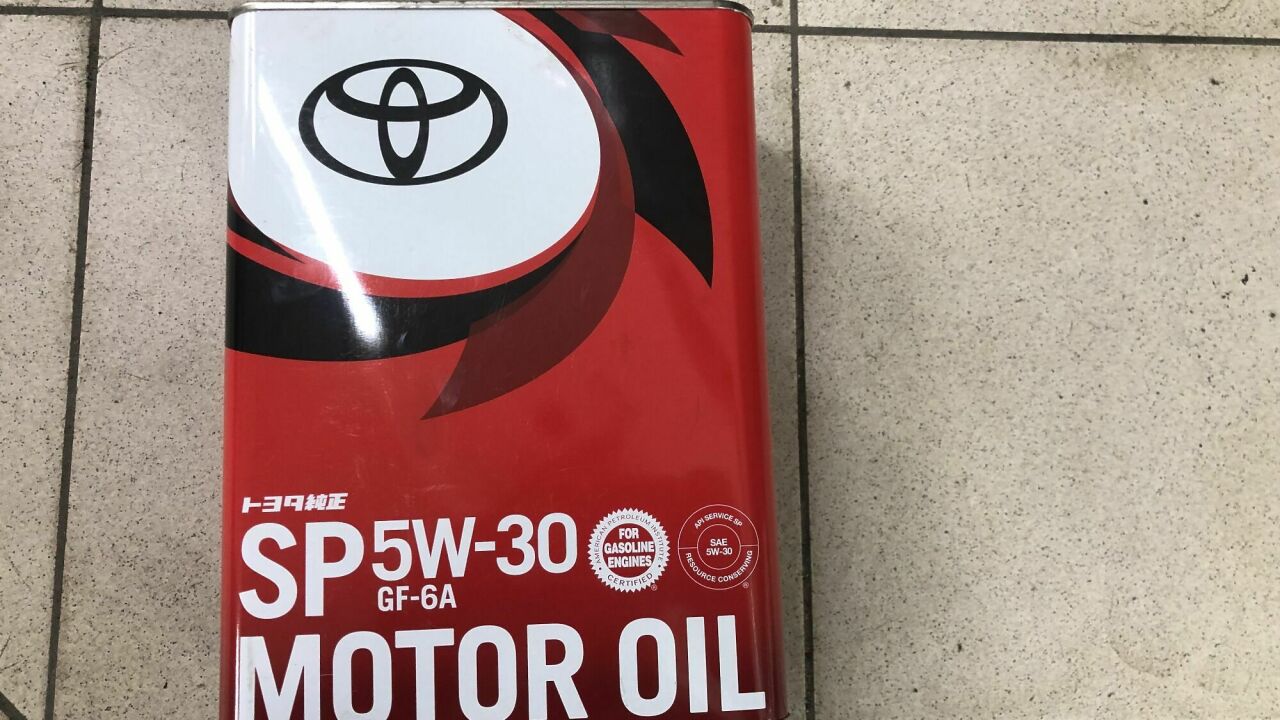 トヨタ純正
SP 5W-30
GF-6A
MOTOR OIL
AMERICAN PETROLEUM INSTITUTE
FOR
GASOLINE
ENGINES
CERTIFIED
®
API SERVICE SP
SAE
5W-30
RESOURCE CONSERVING
®